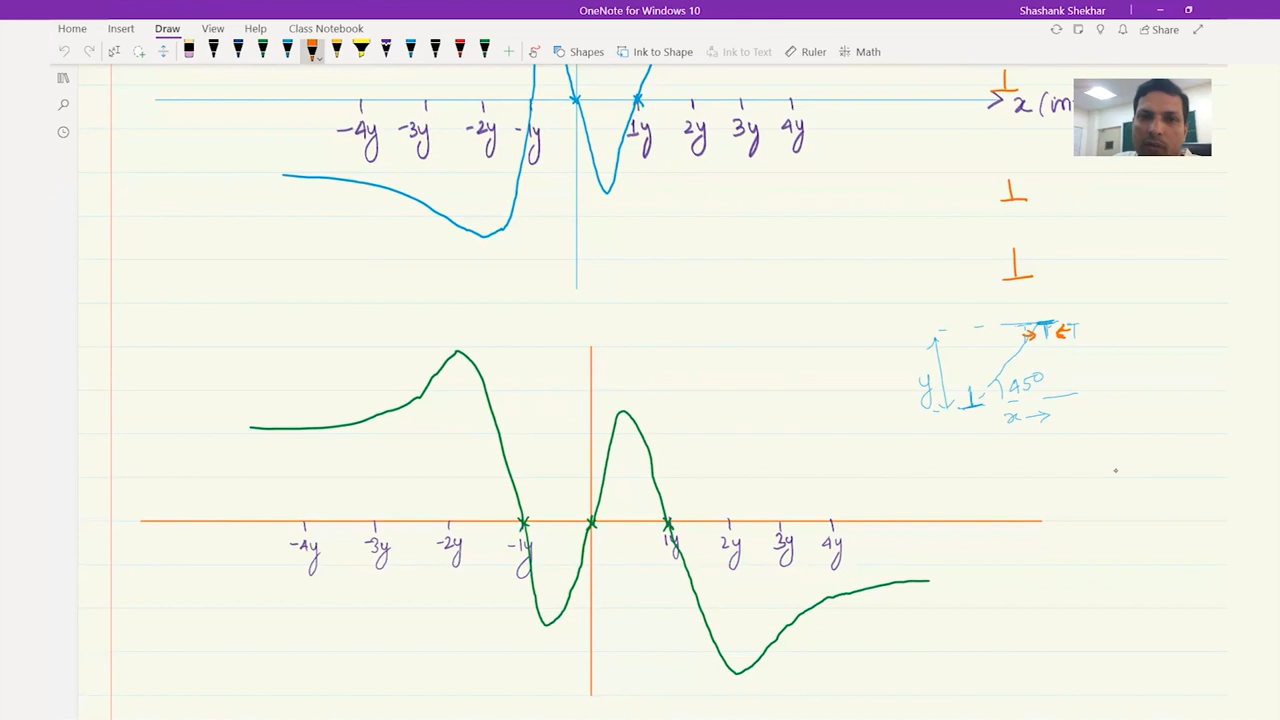 OneNote for Windows 10
Shashank Shekhar
Home Insert Draw View Help Class Notebook
Share
Shapes Ink to Shape Ink to Text Ruler Math
x (in
-4y -3y -2y -1y 1y 2y 3y 4y
y
45°
x →
-4y -3y -2y -1y 1y 2y 3y 4y